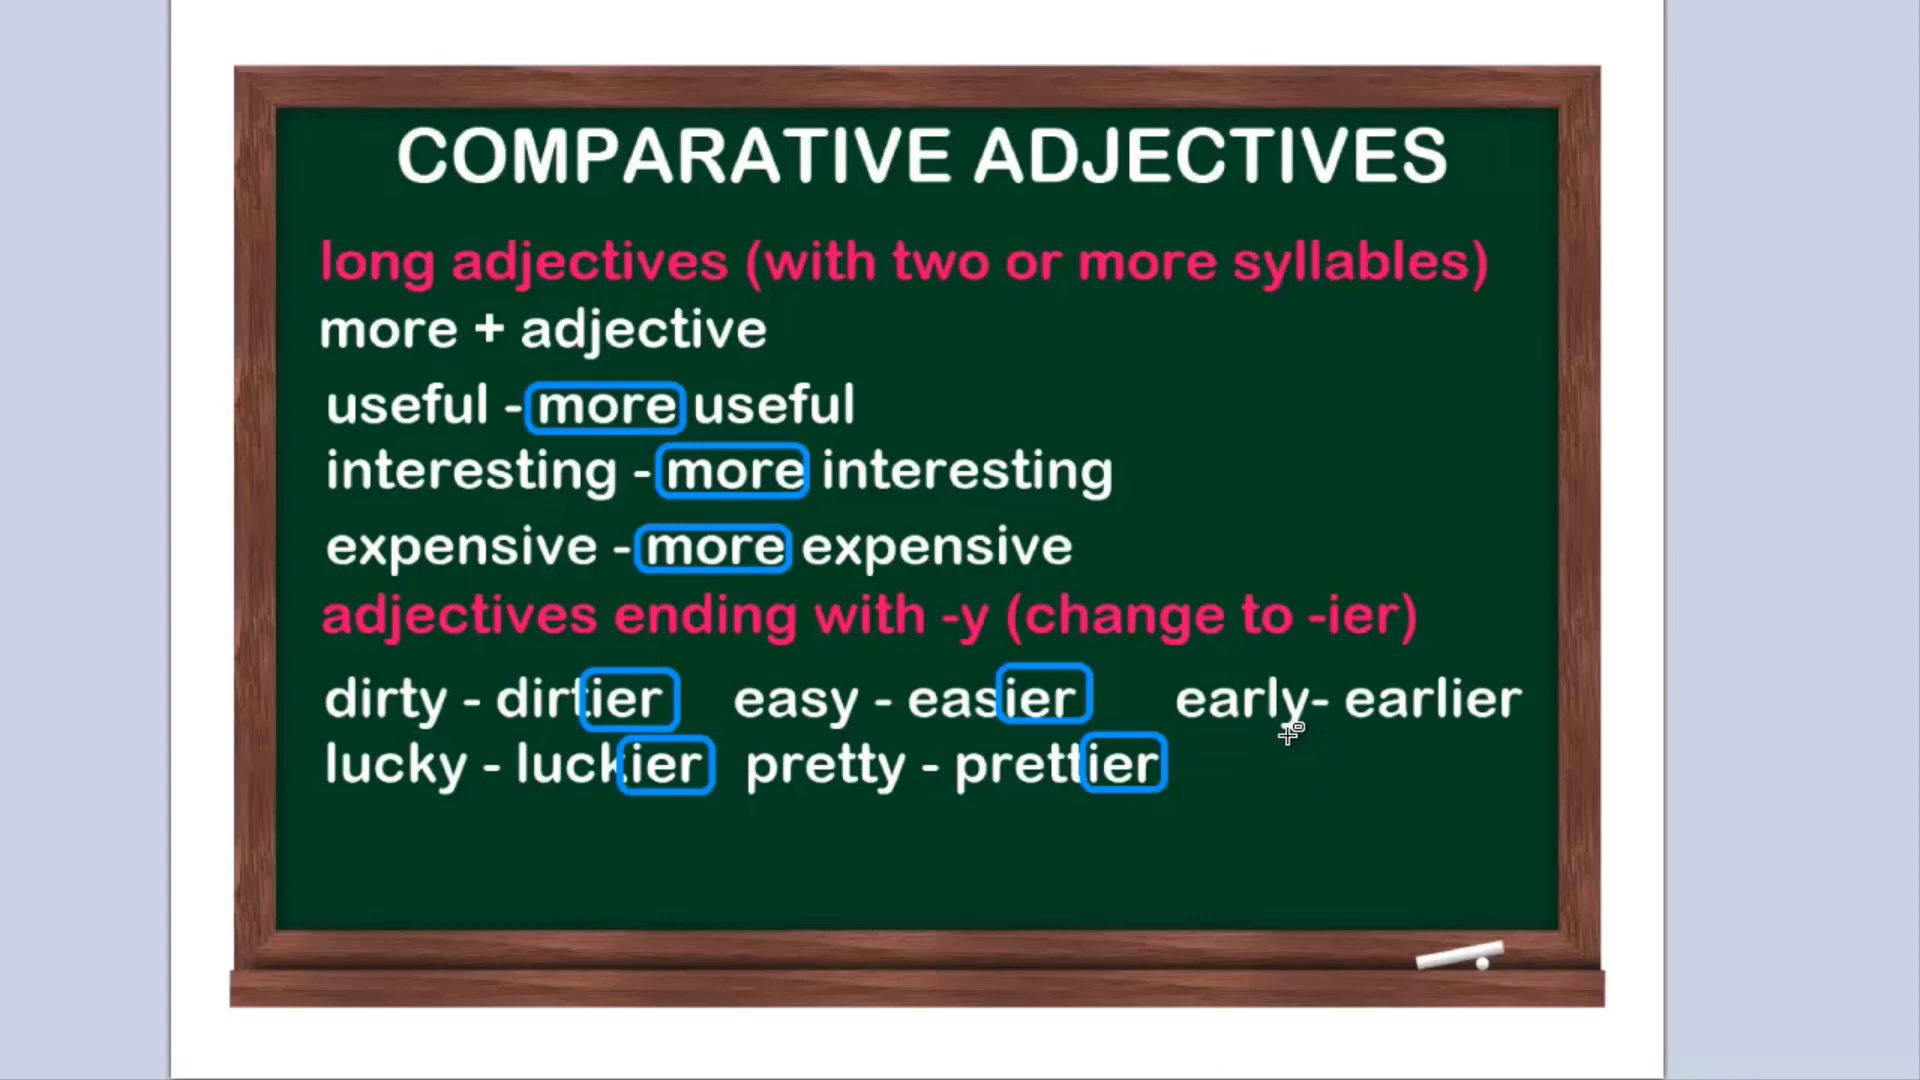 COMPARATIVE ADJECTIVES
long adjectives (with two or more syllables)
more + adjective
useful - more useful
interesting - more interesting
expensive - more expensive
adjectives ending with -y (change to -ier)
dirty - dirtier easy - easier early- earlier
lucky - luckier pretty - prettier